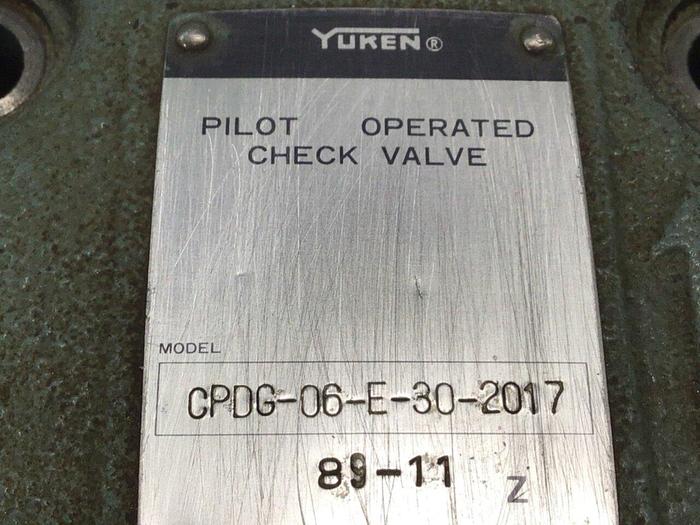 YUKEN®
PILOT OPERATED
CHECK VALVE
MODEL
CPDG-06-E-30-2017
89-11
Z